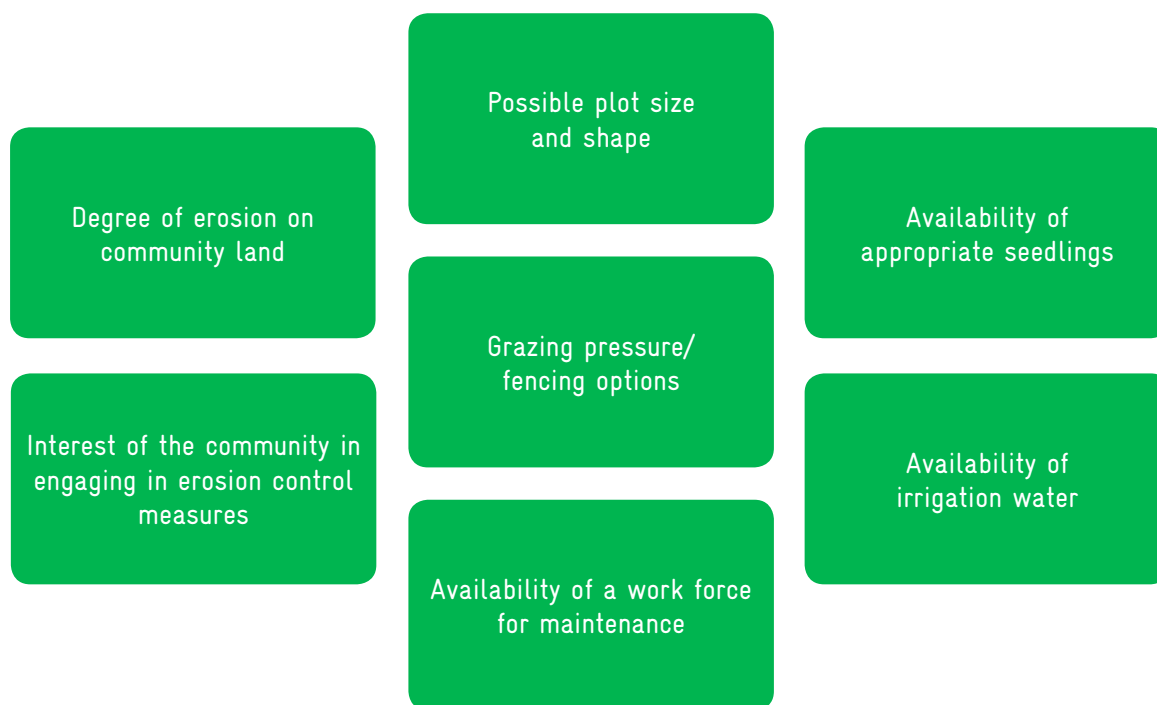 Degree of erosion on
community land
Interest of the community in
engaging in erosion control
measures
Possible plot size
and shape
Grazing pressure/
fencing options
Availability of a work force
for maintenance
Availability of
appropriate seedlings
Availability of
irrigation water